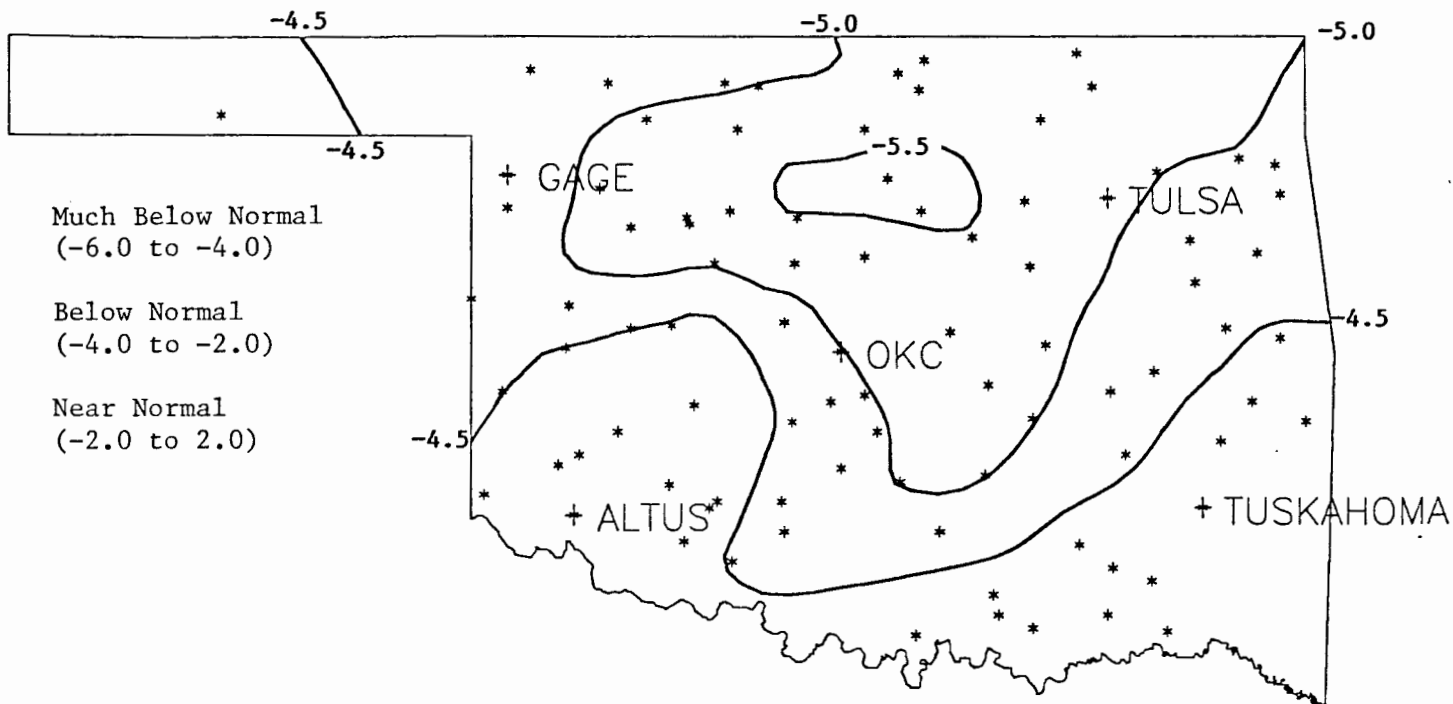 -4.5
-5.0
-5.0
-4.5
-5.5
GAGE
TULSA
Much Below Normal
(-6.0 to -4.0)
Below Normal
(-4.0 to -2.0)
-4.5
OKC
Near Normal
(-2.0 to 2.0)
-4.5
ALTUS
TUSKAHOMA